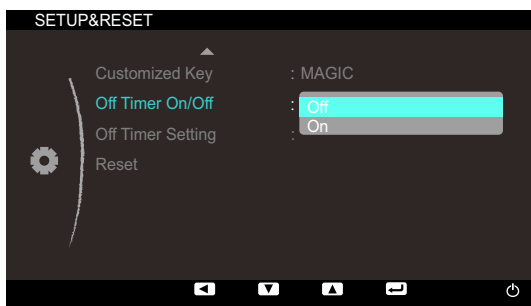 SETUP&RESET
Customized Key : MAGIC
Off Timer On/Off : Off
On
Off Timer Setting :
Reset